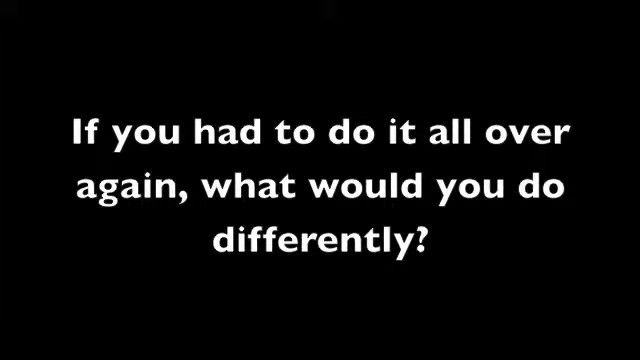 If you had to do it all over
again, what would you do
differently?